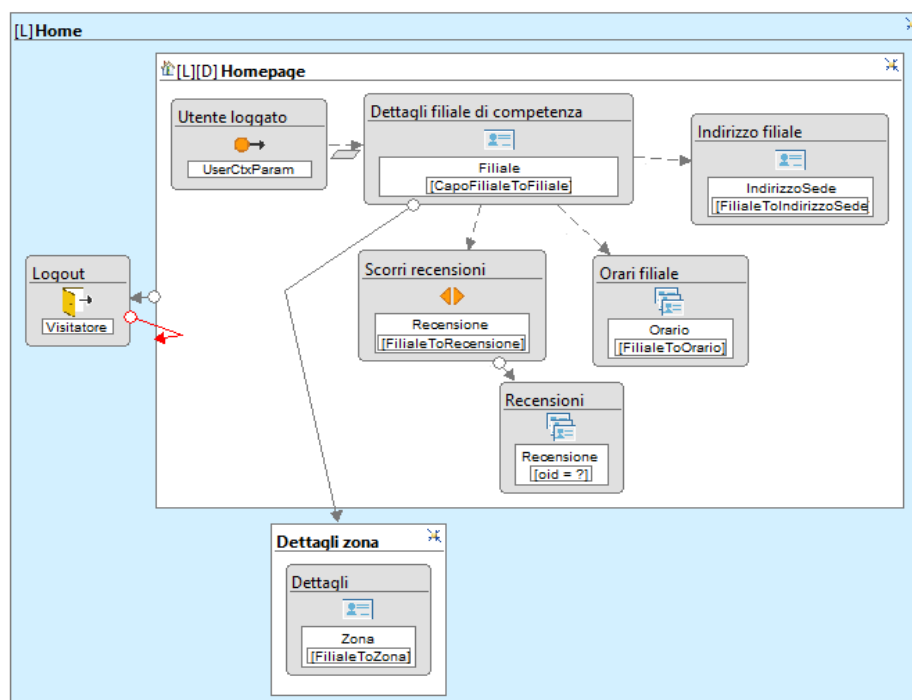 [L]Home
[L][D] Homepage
Utente loggato
UserCtxParam
Dettagli filiale di competenza
Filiale
[CapoFilialeToFiliale]
Indirizzo filiale
IndirizzoSede
[FilialeToIndirizzoSede
Logout
Visitatore
Scorri recensioni
Recensione
[FilialeToRecensione]
Orari filiale
Orario
[FilialeToOrario]
Recensioni
Recensione
[oid = ?]
Dettagli zona
Dettagli
Zona
[FilialeToZona]